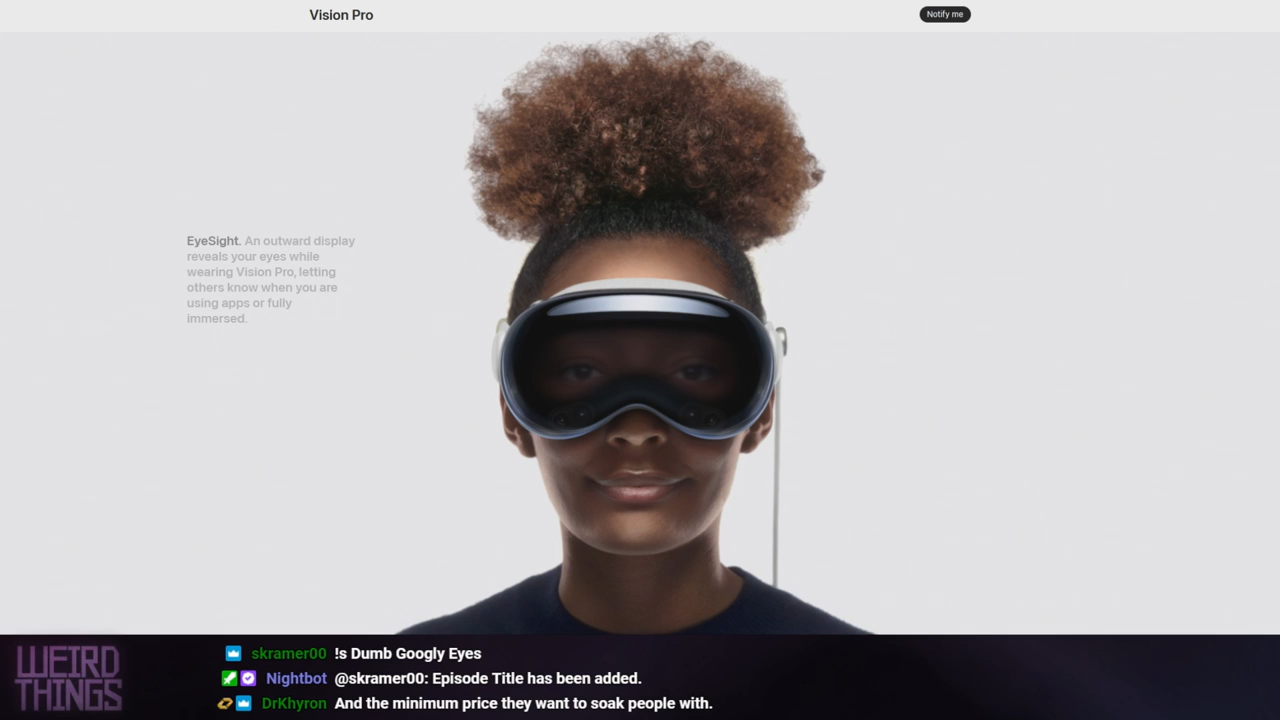 Vision Pro
Notify me
EyeSight. An outward display
reveals your eyes while
wearing Vision Pro, letting
others know when you are
using apps or fully
immersed.
WEIRD
THINGS
skramer00 !s Dumb Googly Eyes
Nightbot @skramer00: Episode Title has been added.
DrKhyron And the minimum price they want to soak people with.